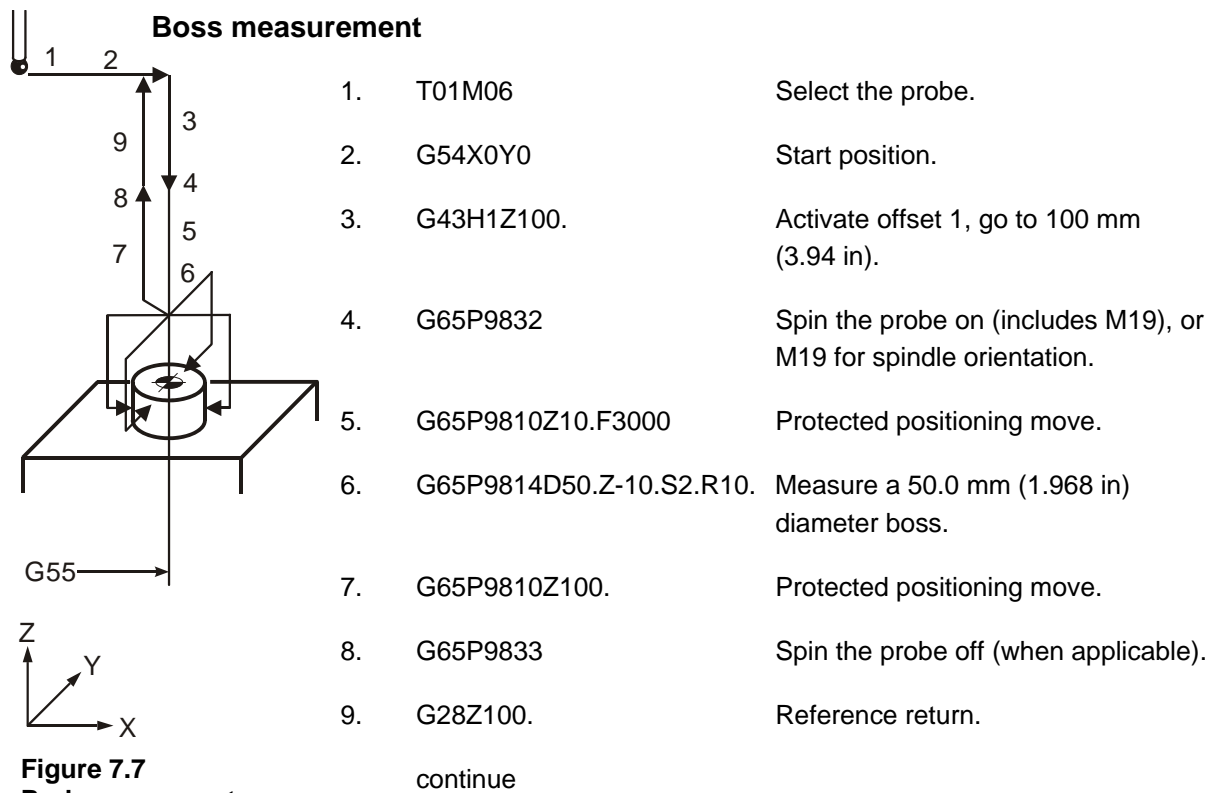 Boss measurement
1 2
3
9
4
8
5
7
6
G55
Z
Y
X
1. T01M06 Select the probe.
2. G54X0Y0 Start position.
3. G43H1Z100. Activate offset 1, go to 100 mm
(3.94 in).
4. G65P9832 Spin the probe on (includes M19), or
M19 for spindle orientation.
5. G65P9810Z10.F3000 Protected positioning move.
6. G65P9814D50.Z-10.S2.R10. Measure a 50.0 mm (1.968 in)
diameter boss.
7. G65P9810Z100. Protected positioning move.
8. G65P9833 Spin the probe off (when applicable).
9. G28Z100. Reference return.
continue
Figure 7.7